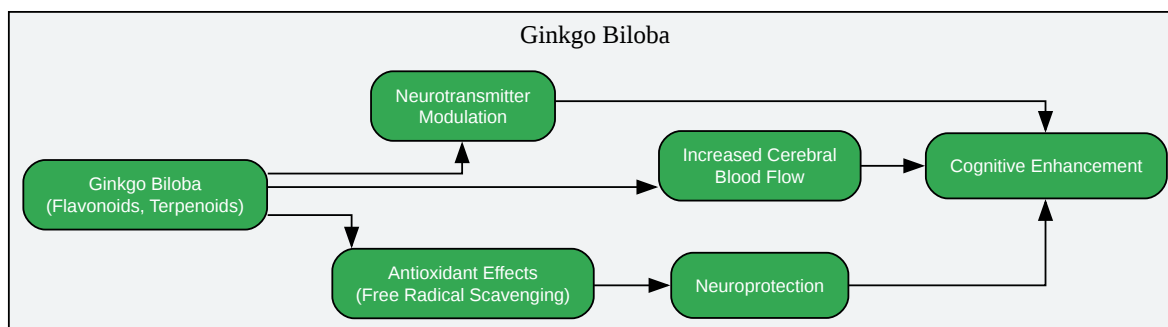 Ginkgo Biloba
Neurotransmitter
Modulation
Increased Cerebral
Blood Flow
Cognitive Enhancement
Ginkgo Biloba
(Flavonoids, Terpenoids)
Antioxidant Effects
(Free Radical Scavenging)
Neuroprotection